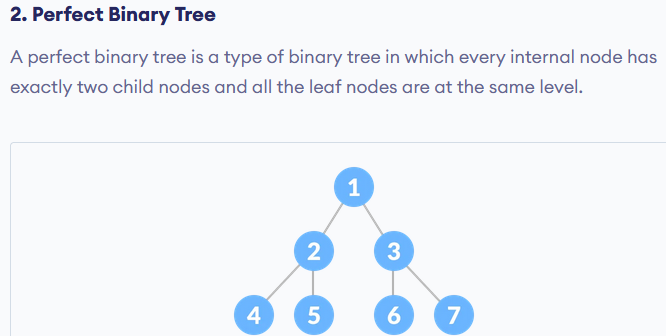 2. Perfect Binary Tree
A perfect binary tree is a type of binary tree in which every internal node has
exactly two child nodes and all the leaf nodes are at the same level.
1
2 3
4 5 6 7